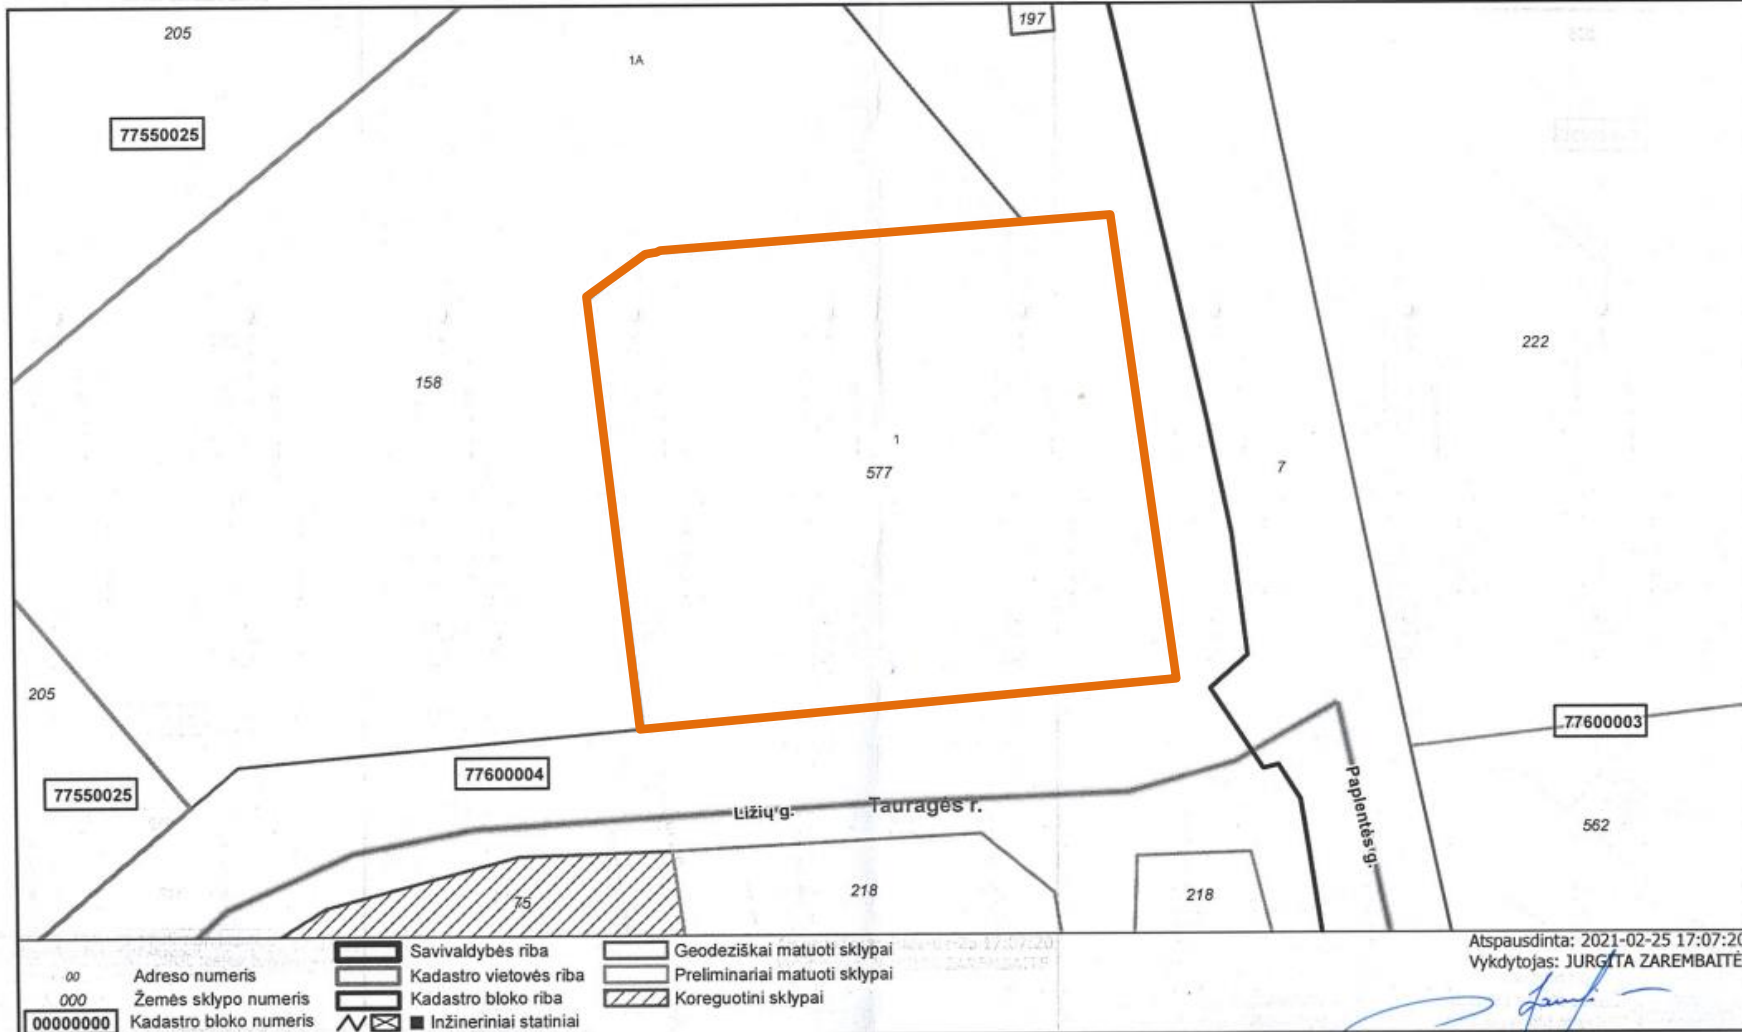 205
1A
197
77550025
222
158
1
577
7
205
77600003
77600004
77550025
Ližių g.
Tauragės r.
Paplentės g.
562
75
218
218
Savivaldybės riba
Geodeziškai matuoti sklypai
Atspausdinta: 2021-02-25 17:07:20
00 Adreso numeris
Kadastro vietovės riba
Preliminariai matuoti sklypai
Vykdytojas: JURGITA ZAREMBAITĖ
000 Žemės sklypo numeris
Kadastro bloko riba
Koreguotini sklypai
00000000 Kadastro bloko numeris
Inžineriniai statiniai